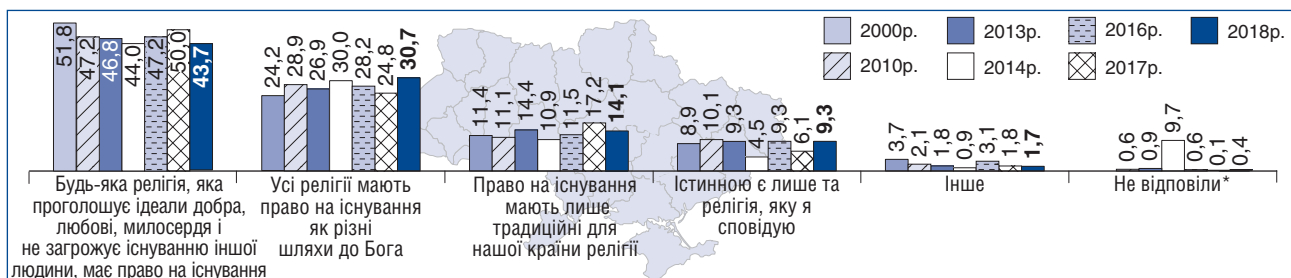 2000р. 2013р. 2016р. 2018р.
2010р. 2014р. 2017р.
51,8 47,2 46,8 44,0 47,2 50,0 43,7
24,2 28,9 26,9 30,0 28,2 24,8 30,7
11,4 11,1 14,4 10,9 11,5 17,2 14,1
8,9 10,1 9,3 4,5 9,3 6,1 9,3
3,7 2,1 1,8 0,9 3,1 1,8 1,7
0,6 0,9 9,7 0,6 0,1 0,4
Будь-яка релігія, яка
проголошує ідеали добра,
любові, милосердя і
не загрожує існуванню іншої
людини, має право на існування
Усі релігії мають
право на існування
як різні
шляхи до Бога
Право на існування
мають лише
традиційні для
нашої країни релігії
Істинною є лише та
релігія, яку я
сповідую
Інше
Не відповіли*